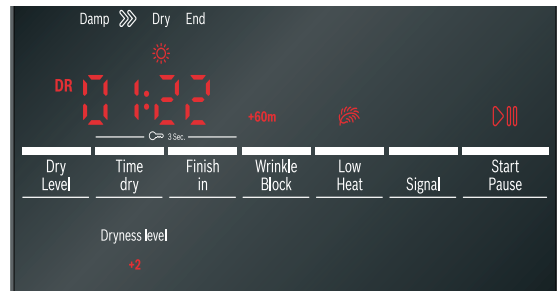 Damp Dry End
DR 01:22
3 Sec.
+60m
Dry Level
Time dry
Finish in
Wrinkle Block
Low Heat
Signal
Start Pause
Dryness level
+2